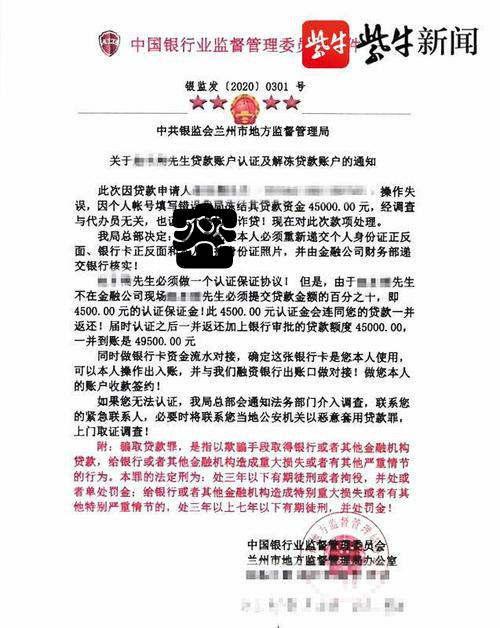 中国银行业监督管理委员
件
紫牛
紫牛新闻
银监发〔2020〕0301 号
中共银监会兰州市地方监督管理局
关于先生贷款账户认证及解冻贷款账户的通知
此次因贷款申请人操作失
误，因个人帐号填写错误我局冻结其贷款资金 45000.00 元，经调查
与代办员无关，也诈贷！现在对此次款项处理。
我局总部决定：本人必须重新递交个人身份证正反
面、银行卡正反面和份证照片，并由金融公司财务部递
交银行核实！
先生必须做一个认证保证协议！但是，由于先生
不在金融公司现场先生必须提交贷款金额的百分之十，即
4500.00 元的认证保证金！此 4500.00 元认证金会连同您的贷款一并
返还！届时认证之后一并返还加上银行审批的贷款额度 45000.00，
一并到账是 49500.00 元
同时做银行卡资金流水对接，确定这张银行卡是您本人使用，
可以本人操作出入账，并与我们融资银行出账口做对接！做您本人
的账户收款签约！
如果您无法认证，我局总部会通知法务部门介入调查，联系您
的紧急联系人，必要时将联系您当地公安机关以恶意套用贷款罪，
上门取证调查！
附：骗取贷款罪，是指以欺骗手段取得银行或者其他金融机构
贷款，给银行或者其他金融机构造成重大损失或者有其他严重情节
的行为。本罪的法定刑为：处三年以下有期徒刑或者拘役，并处或
者单处罚金；给银行或者其他金融机构造成特别重大损失或者有其
他特别严重情节的，处三年以上七年以下有期徒刑，并处罚金！
中国银行业监督管理委员会
兰州市地方监督管理局办公室